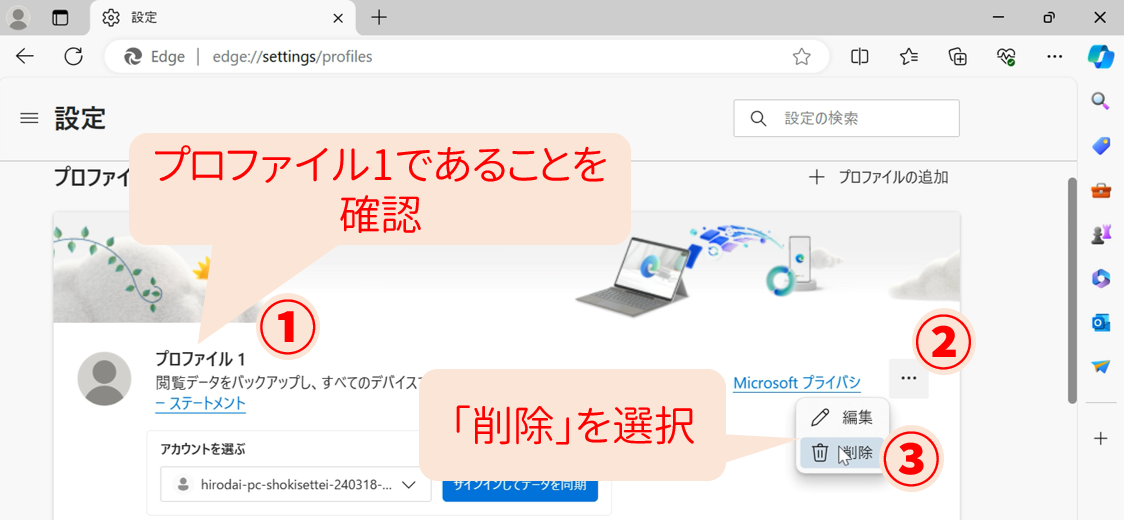 設定
Edge
edge://settings/profiles
設定
設定の検索
プロファイル1であることを
確認
プロファイ
プロファイルの追加
①
②
プロファイル 1
閲覧データをバックアップし、すべてのデバイスで
Microsoft プライバシ
ー ステートメント
「削除」を選択
編集
削除
③
アカウントを選ぶ
hirodai-pc-shokisettei-240318-...
サインインしてデータを同期